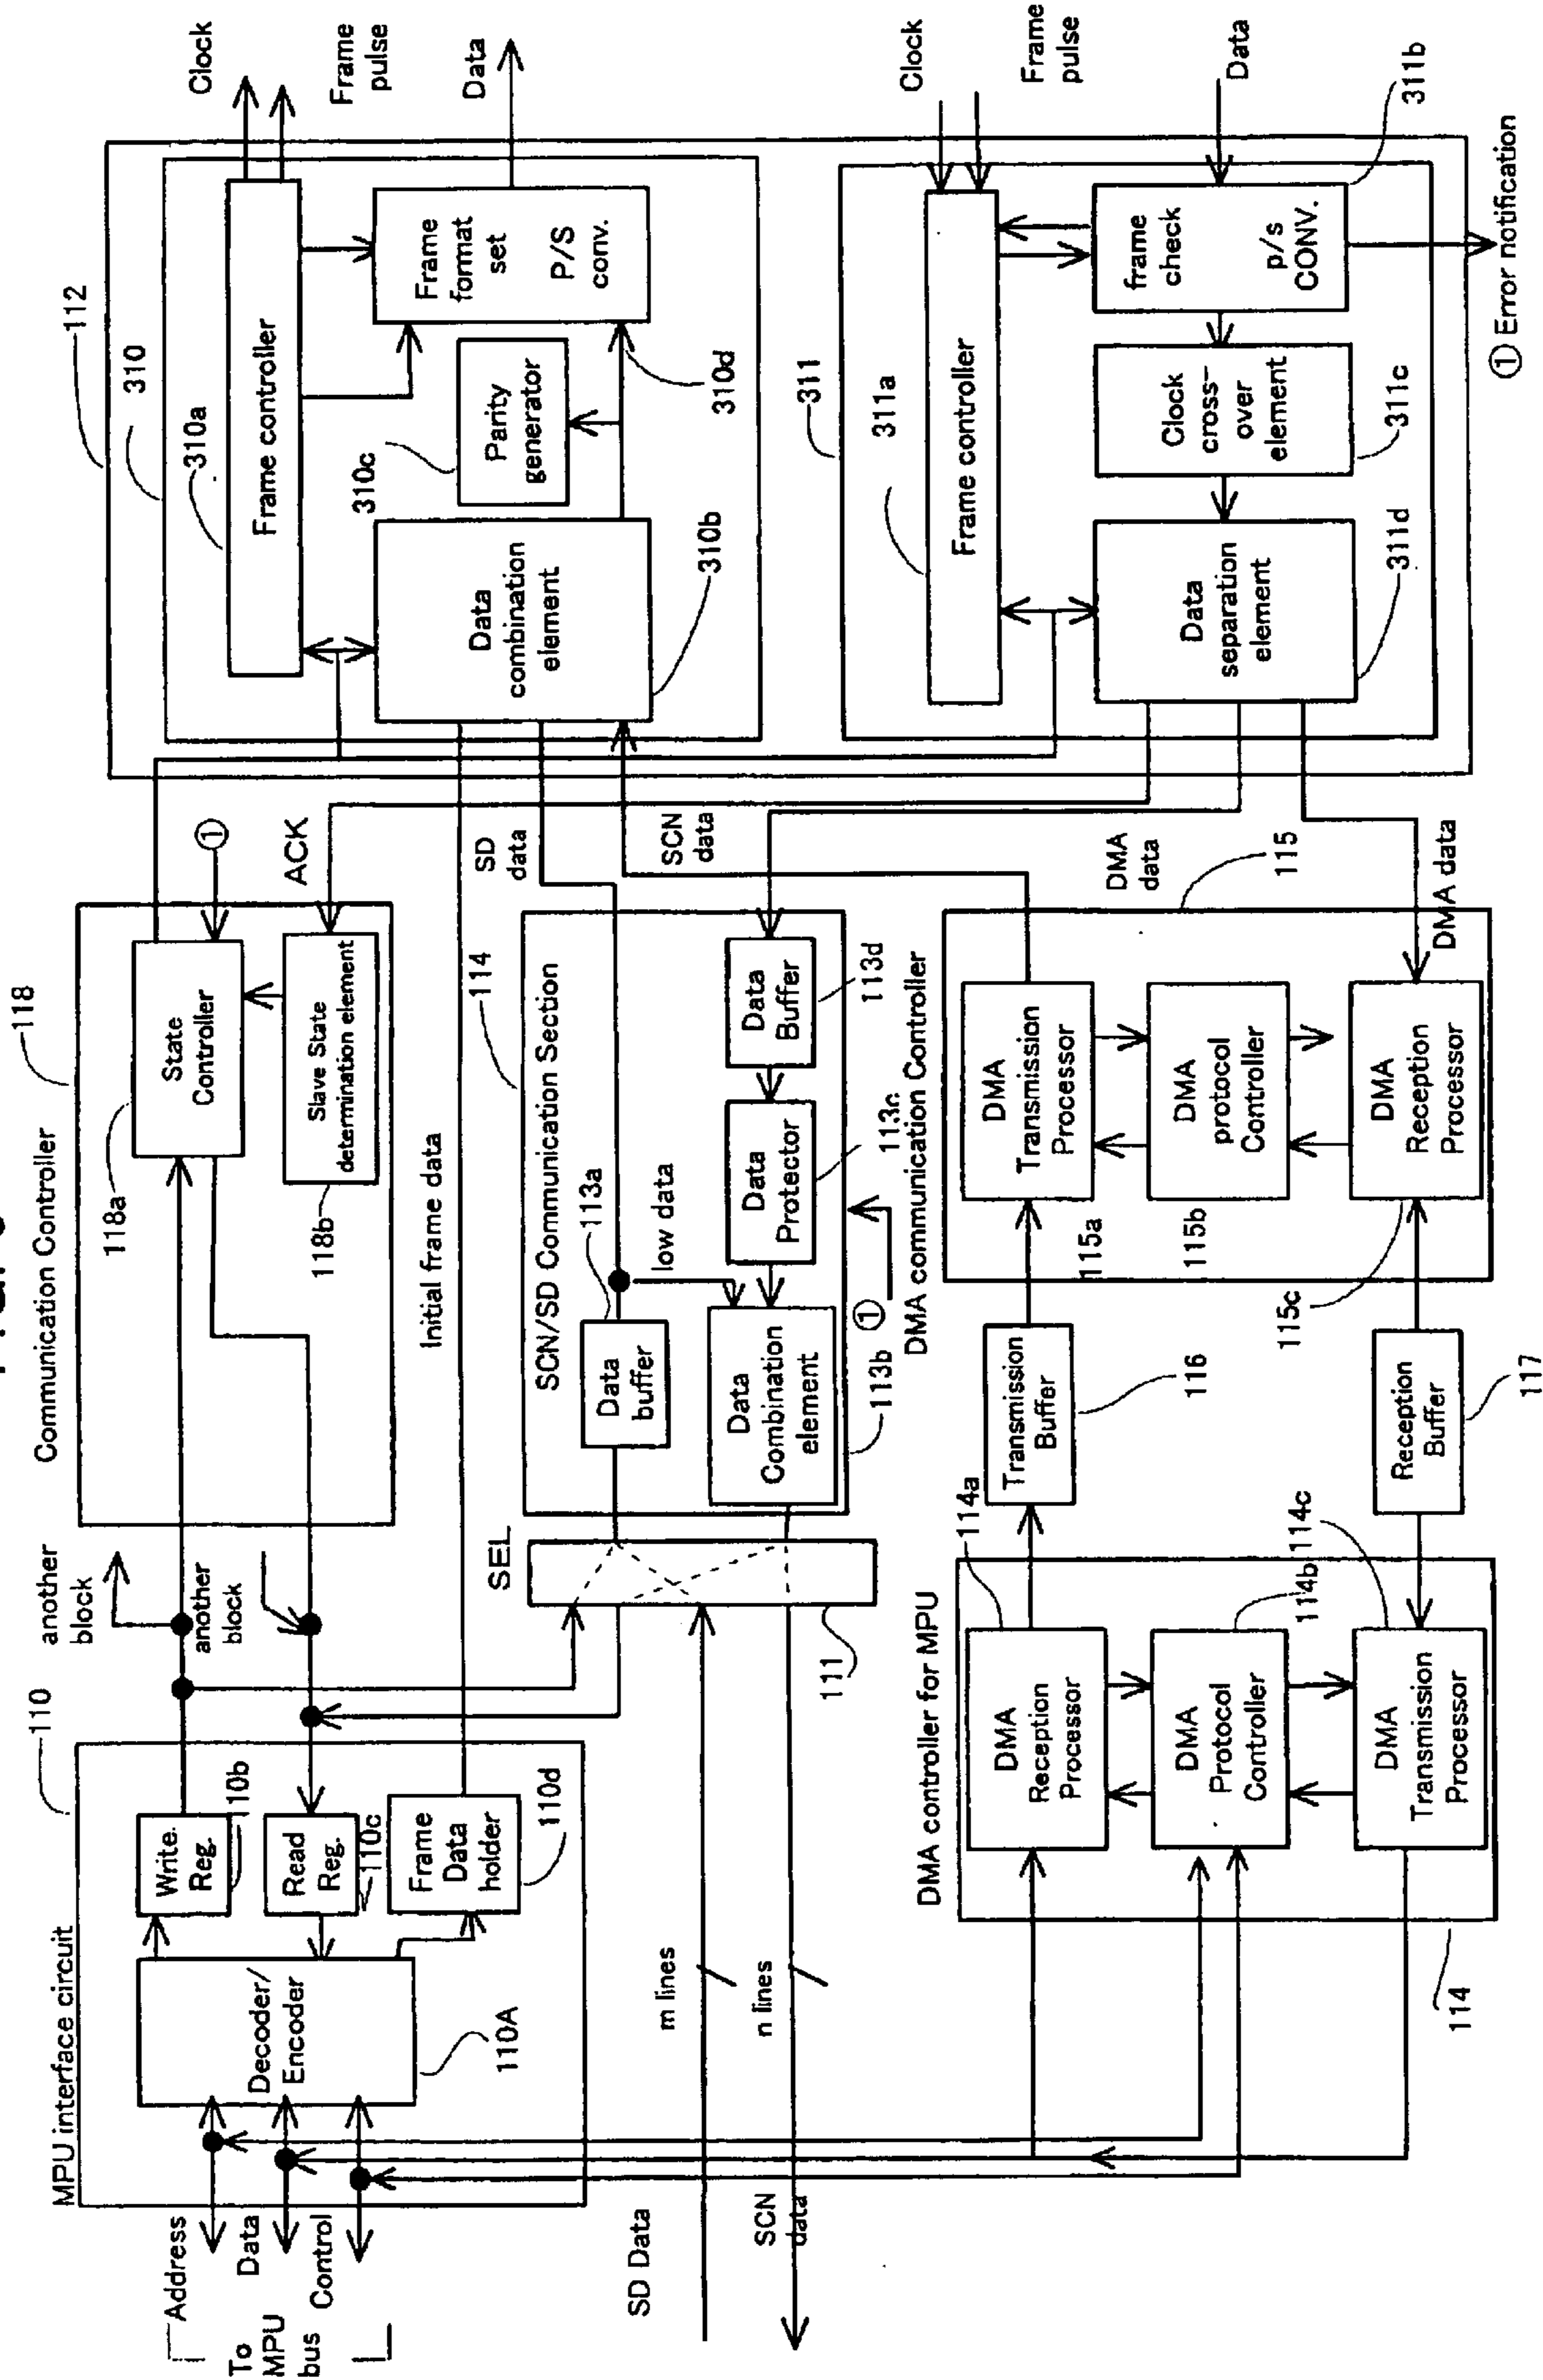 MPU interface circuit
110
Address
Data
Control
To
MPU
bus
Decoder/
Encoder
110A
Write.
Reg.
110b
Read
Reg.
110c
Frame
Data
holder
110d
another
block
another
block
Communication Controller
118
118a
State
Controller
①
ACK
Slave State
determination element
118b
Initial frame data
SD
data
SCN
data
SEL
111
SCN/SD Communication Section
114
Data
buffer
113a
low data
Data
Combination
element
113b
①
Data
Protector
113c
Data
Buffer
113d
m lines
n lines
SD Data
SCN
data
DMA controller for MPU
114
DMA
Reception
Processor
114a
DMA
Protocol
Controller
114b
DMA
Transmission
Processor
114c
Transmission
Buffer
116
Reception
Buffer
117
DMA communication Controller
115
DMA
Transmission
Processor
115a
DMA
protocol
Controller
115b
DMA
Reception
Processor
115c
DMA
data
DMA data
112
310
310a
Frame controller
Data
combination
element
310b
310c
Parity
generator
310d
Frame
format
set
P/S
conv.
Clock
Frame
pulse
Data
311
311a
Frame controller
Data
separation
element
311d
Clock
cross-
over
element
311c
frame
check
p/s
CONV.
311b
Clock
Frame
pulse
Data
① Error notification